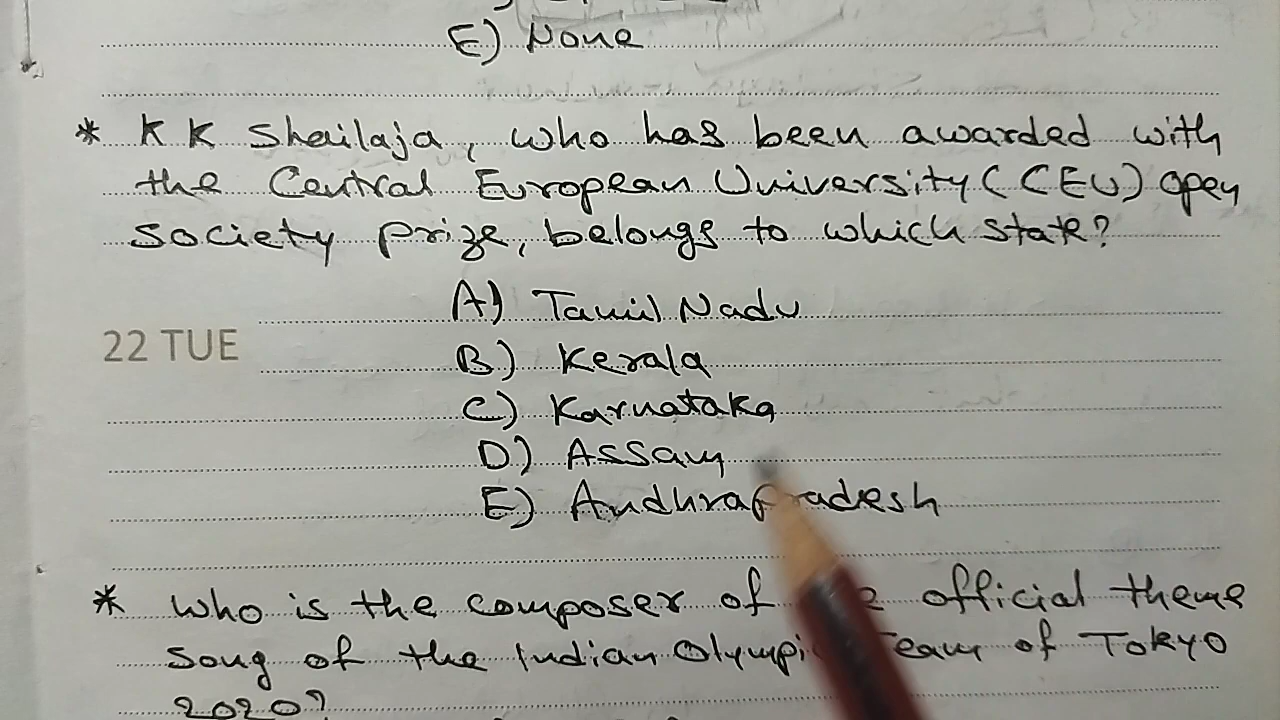 E) None
* K K Shailaja, who has been awarded with
the Central European University (CEU) open
society prize, belongs to which state?
A) Tamil Nadu
22 TUE
B) Kerala
C) Karnataka
D) Assam
E) Andhrapradesh
* Who is the composer of official theme
song of the Indian Olympic Team of Tokyo
2020?